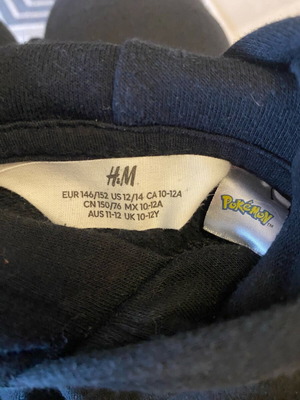 H&M
EUR 146/152 US 12/14 CA 10-12A
CN 150/76 MX 10-12A
AUS 11-12 UK 10-12Y
POKÉMON™